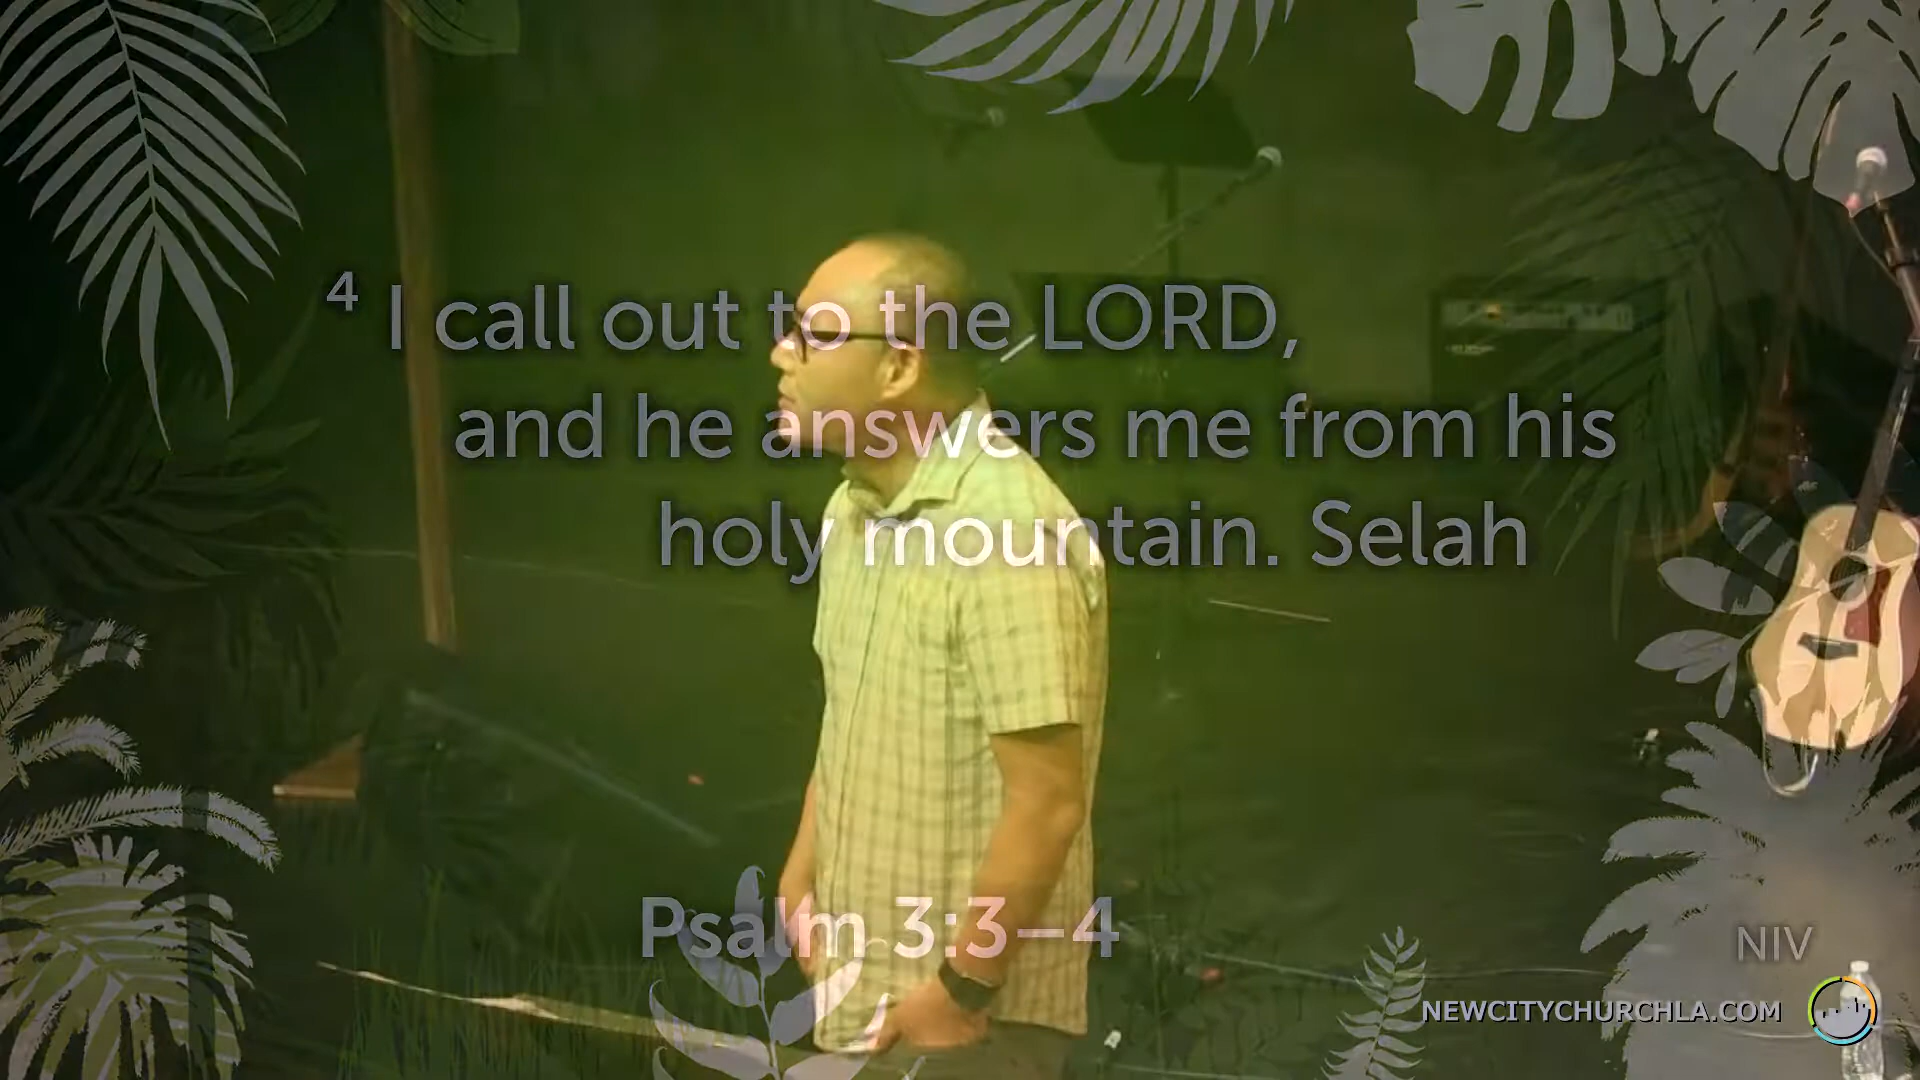 4 I call out to the LORD,
and he answers me from his
holy mountain. Selah
Psalm 3:3–4
NIV
NEWCITYCHURCHLA.COM